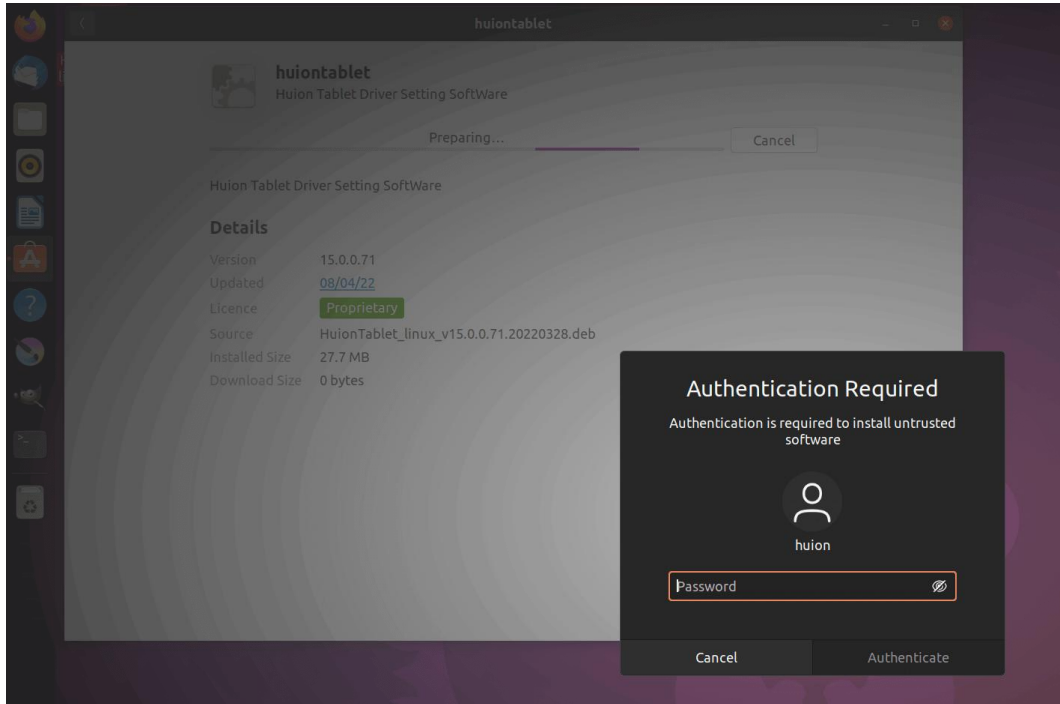 huiontablet
huiontablet
Huion Tablet Driver Setting SoftWare
Preparing...
Cancel
Huion Tablet Driver Setting SoftWare
Details
Version 15.0.0.71
Updated 08/04/22
Licence Proprietary
Source HuionTablet_linux_v15.0.0.71.20220328.deb
Installed Size 27.7 MB
Download Size 0 bytes
Authentication Required
Authentication is required to install untrusted
software
huion
Password
Cancel Authenticate